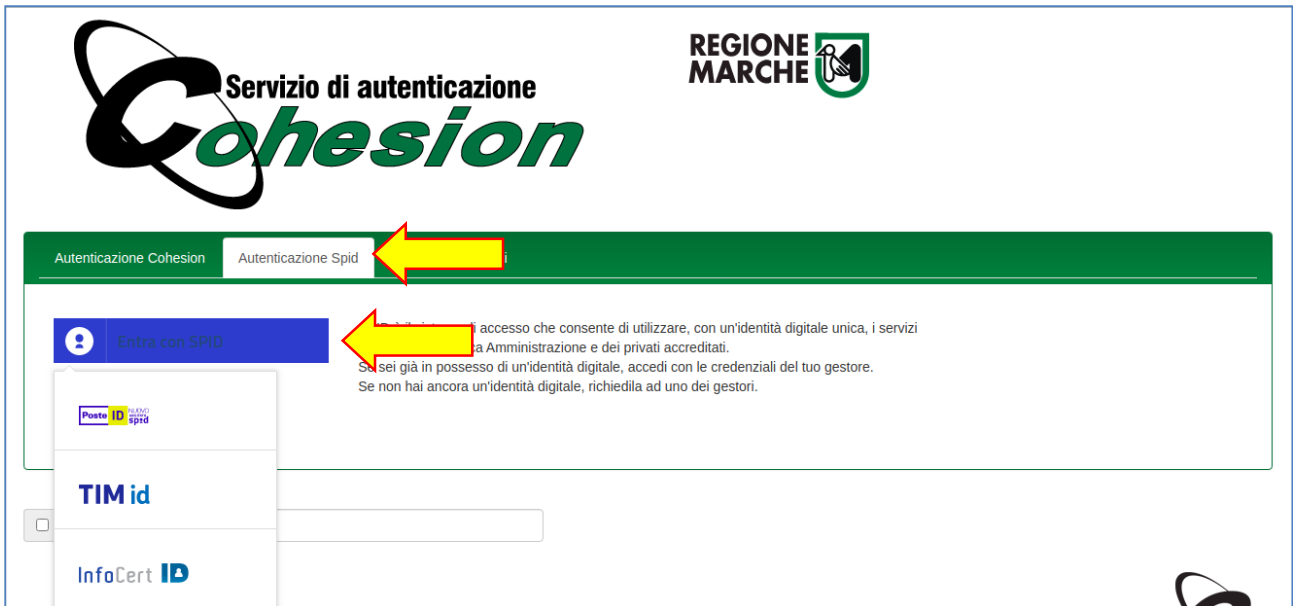 Servizio di autenticazione
Cohesion
REGIONE
MARCHE
Autenticazione Cohesion
Autenticazione Spid
i
Entra con SPID
accesso che consente di utilizzare, con un'identità digitale unica, i servizi
Amministrazione e dei privati accreditati.
sei già in possesso di un'identità digitale, accedi con le credenziali del tuo gestore.
Se non hai ancora un'identità digitale, richiedila ad uno dei gestori.
Poste ID NUOVO
spid
TIM id
InfoCert ID